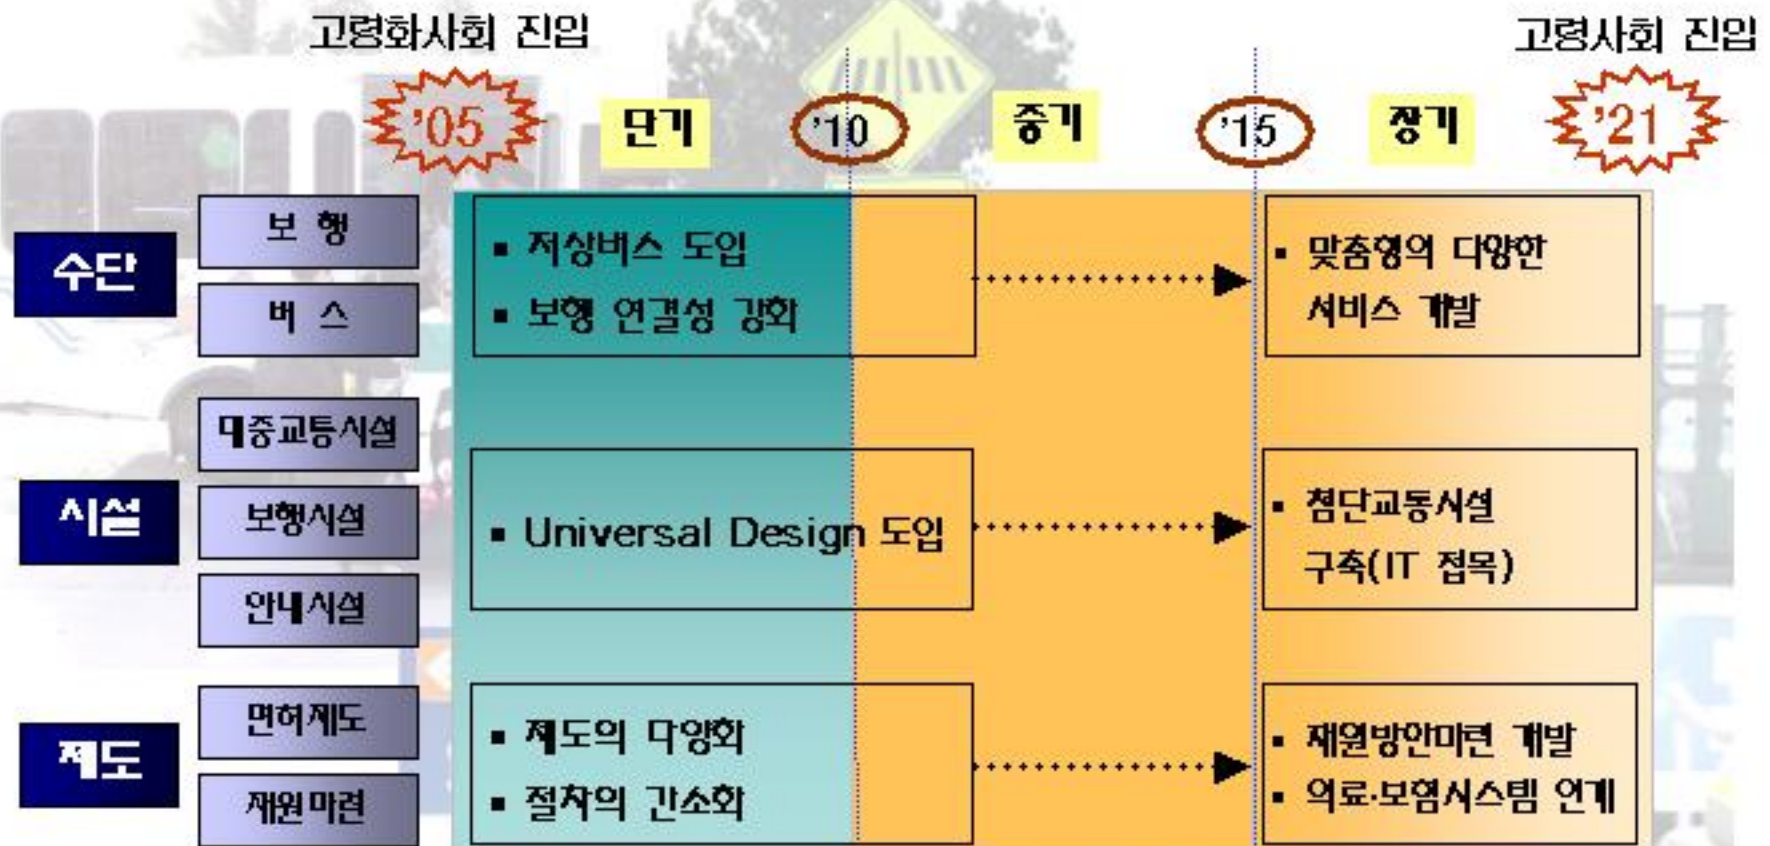 고령화사회 진입
고령사회 진입
'05
단기
'10
중기
'15
장기
'21
수단
보 행
버 스
▪ 저상버스 도입
▪ 보행 연결성 강화
▪ 맞춤형의 다양한
서비스 개발
시설
대중교통시설
보행시설
안내시설
▪ Universal Design 도입
▪ 첨단교통시설
구축(IT 접목)
제도
면허제도
재원마련
▪ 제도의 다양화
▪ 절차의 간소화
▪ 재원방안마련 개발
▪ 의료·보험시스템 연계